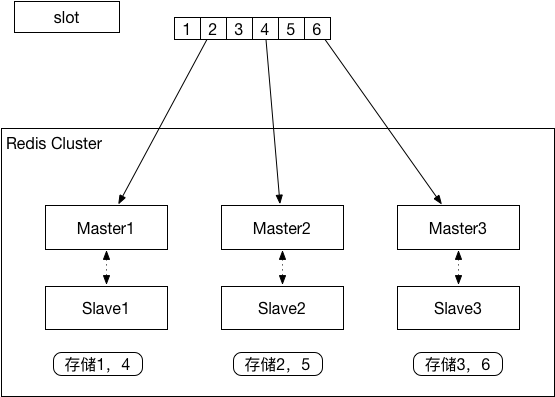 slot
1 2 3 4 5 6
Redis Cluster
Master1 Master2 Master3
Slave1 Slave2 Slave3
存储1，4 存储2，5 存储3，6